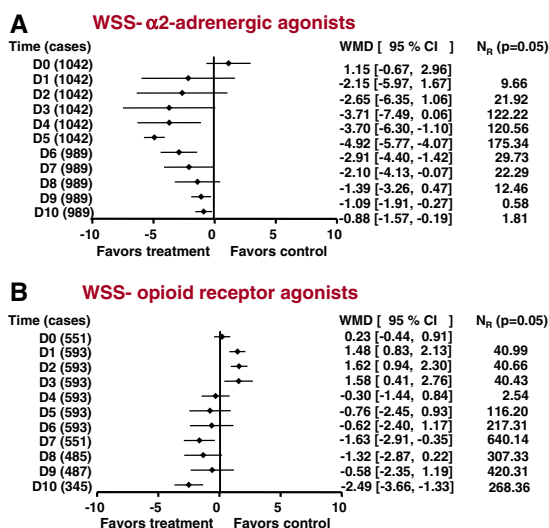 A WSS- α2-adrenergic agonists
Time (cases) WMD [ 95 % CI ] NR (p=0.05)
D0 (1042) 1.15 [-0.67, 2.96]
D1 (1042) -2.15 [-5.97, 1.67] 9.66
D2 (1042) -2.65 [-6.35, 1.06] 21.92
D3 (1042) -3.71 [-7.49, 0.06] 122.22
D4 (1042) -3.70 [-6.30, -1.10] 120.56
D5 (1042) -4.92 [-5.77, -4.07] 175.34
D6 (989) -2.91 [-4.40, -1.42] 29.73
D7 (989) -2.10 [-4.13, -0.07] 22.29
D8 (989) -1.39 [-3.26, 0.47] 12.46
D9 (989) -1.09 [-1.91, -0.27] 0.58
D10 (989) -0.88 [-1.57, -0.19] 1.81
-10 -5 0 5 10
Favors treatment Favors control
B WSS- opioid receptor agonists
Time (cases) WMD [ 95 % CI ] NR (p=0.05)
D0 (551) 0.23 [-0.44, 0.91]
D1 (593) 1.48 [0.83, 2.13] 40.99
D2 (593) 1.62 [0.94, 2.30] 40.66
D3 (593) 1.58 [0.41, 2.76] 40.43
D4 (593) -0.30 [-1.44, 0.84] 2.54
D5 (593) -0.76 [-2.45, 0.93] 116.20
D6 (593) -0.62 [-2.40, 1.17] 217.31
D7 (551) -1.63 [-2.91, -0.35] 640.14
D8 (485) -1.32 [-2.87, 0.22] 307.33
D9 (487) -0.58 [-2.35, 1.19] 420.31
D10 (345) -2.49 [-3.66, -1.33] 268.36
-10 -5 0 5 10
Favors treatment Favors control